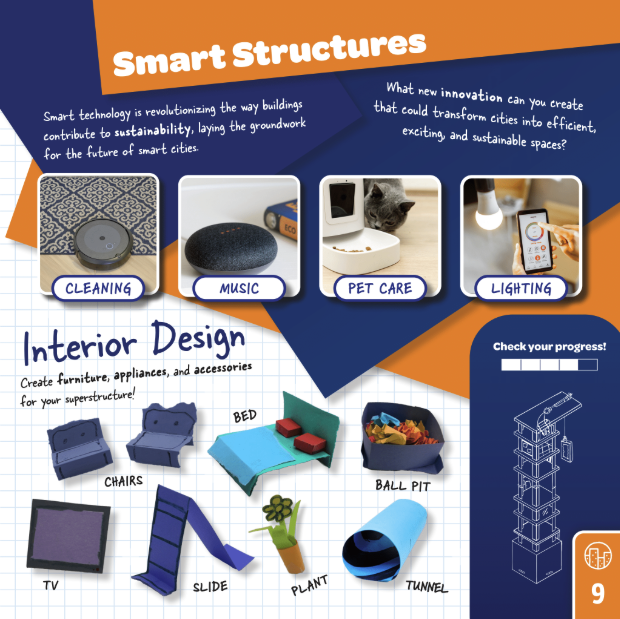 Smart Structures
Smart technology is revolutionizing the way buildings
contribute to sustainability, laying the groundwork
for the future of smart cities.
What new innovation can you create
that could transform cities into efficient,
exciting, and sustainable spaces?
ECO
CLEANING
MUSIC
PET CARE
LIGHTING
Interior Design
Create furniture, appliances, and accessories
for your superstructure!
Check your progress!
BED
CHAIRS
BALL PIT
TV
SLIDE
PLANT
TUNNEL
9